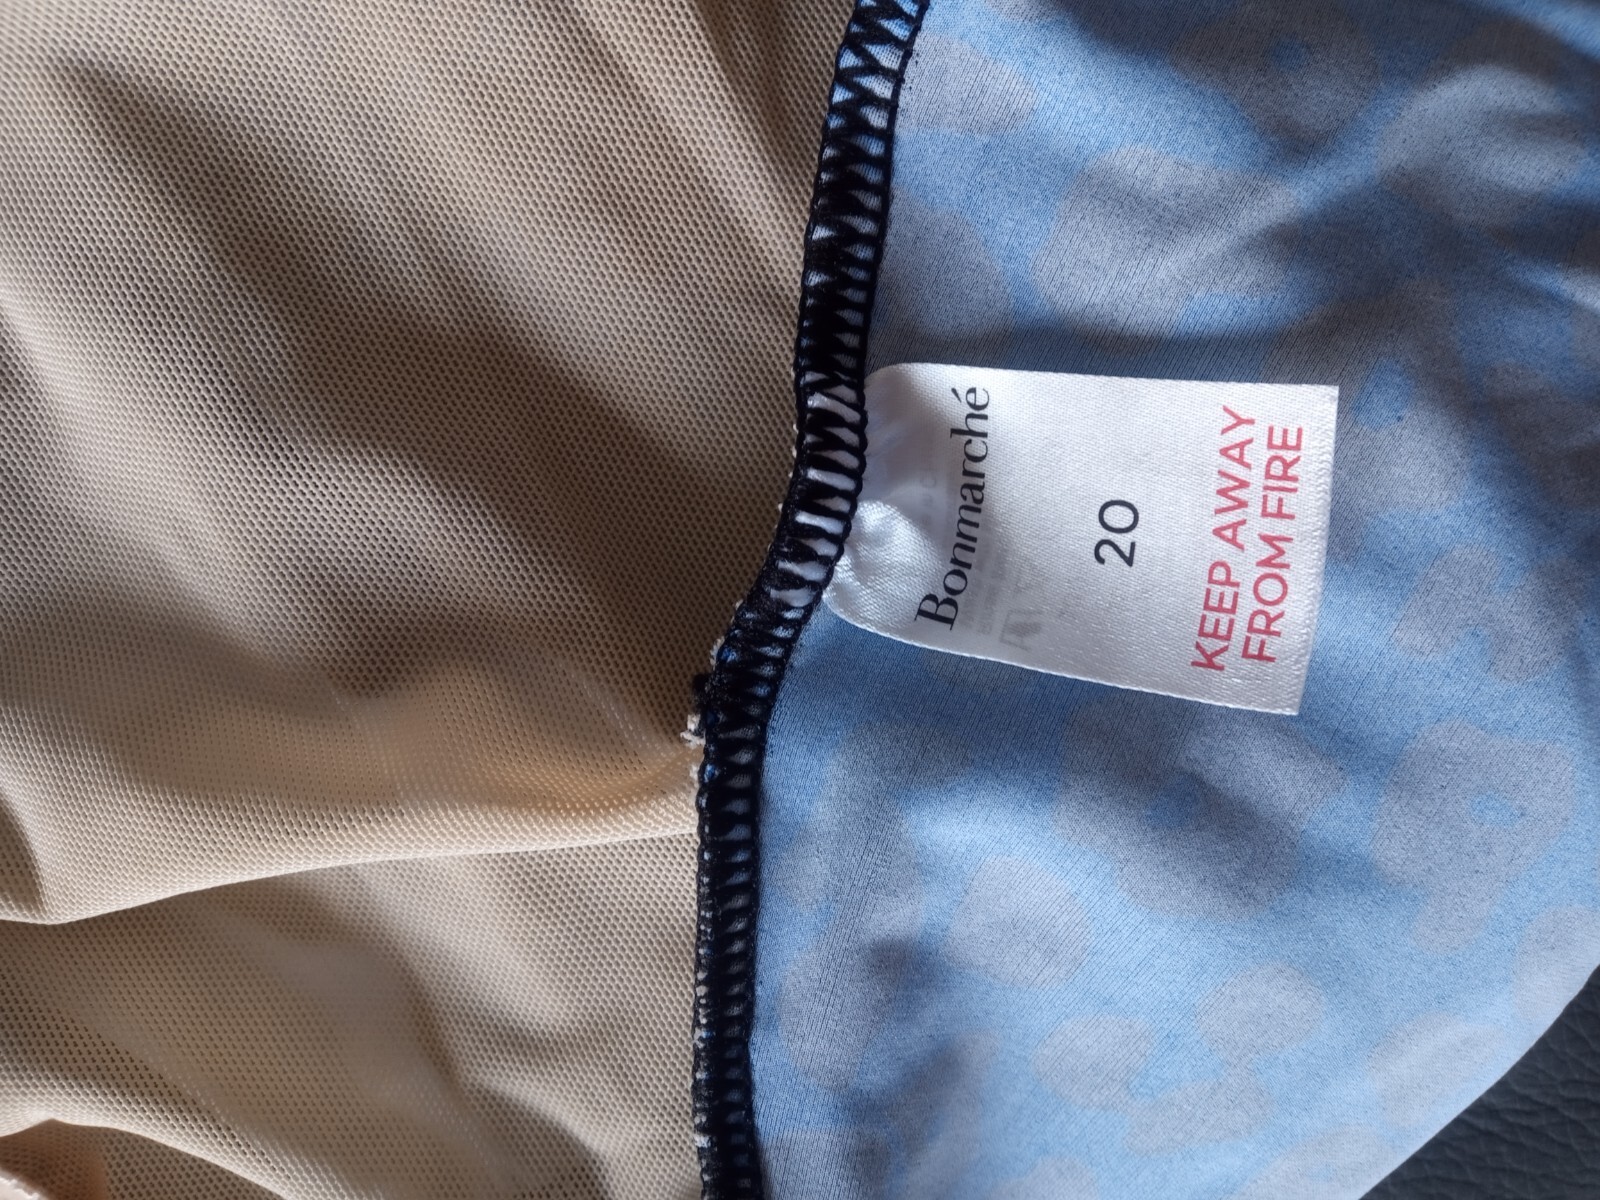 Bonmarché
20
KEEP AWAY
FROM FIRE